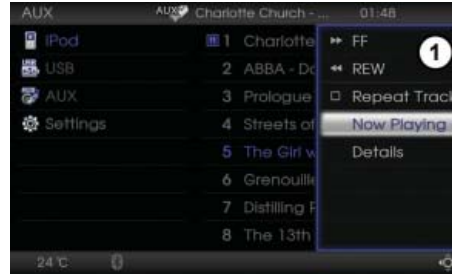 AUX AUX Charlotte Church - ... 01:48
iPod
USB
AUX
Settings
1 Charlotte
2 ABBA - Do
3 Prologue
4 Streets of
5 The Girl w
6 Grenouille
7 Distilling F
8 The 13th
FF
REW
Repeat Track
Now Playing
Details
1
24°C